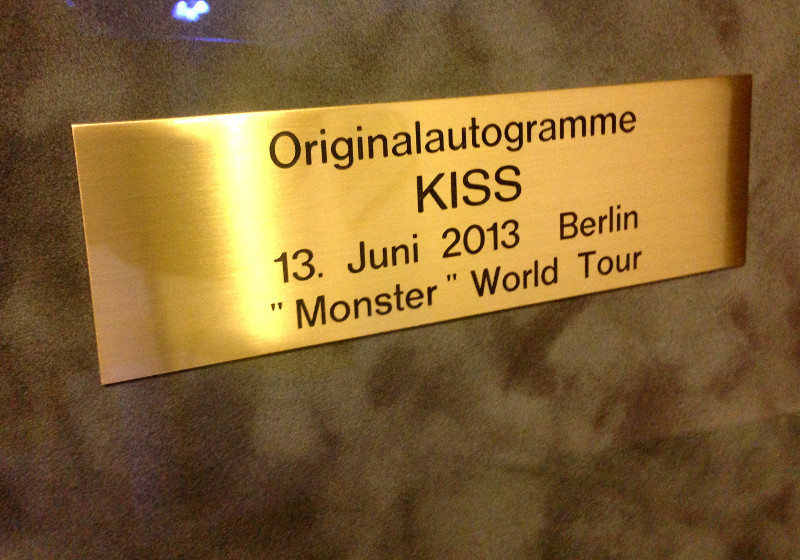 Originalautogramme
KISS
13. Juni 2013 Berlin
" Monster " World Tour